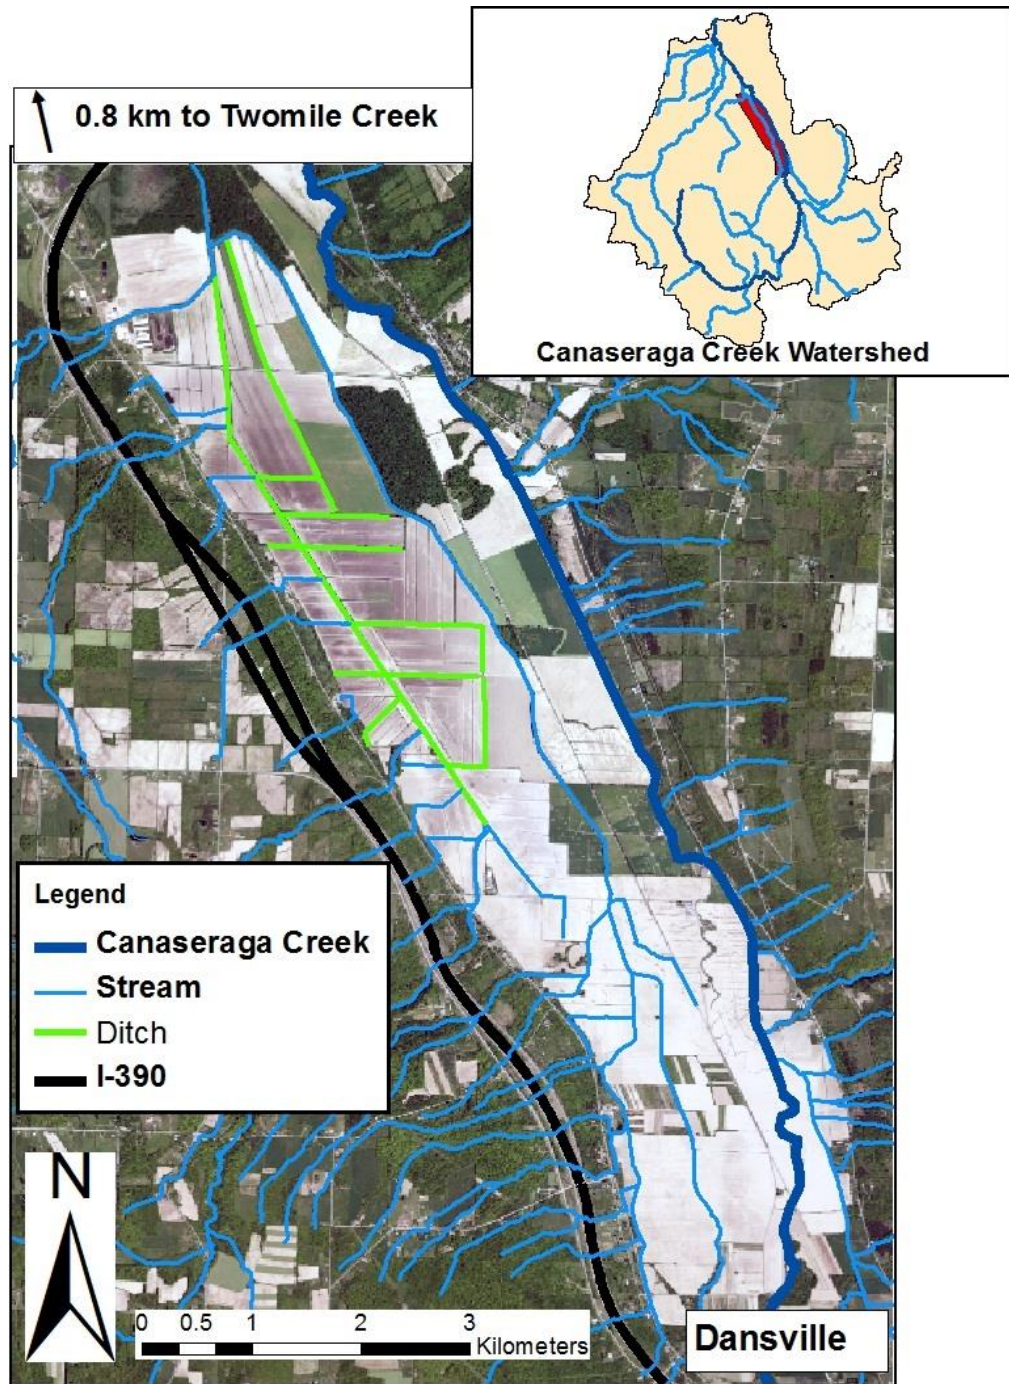 0.8 km to Twomile Creek
Canaseraga Creek Watershed
Legend
Canaseraga Creek
Stream
Ditch
I-390
N
0 0.5 1 2 3
Kilometers
Dansville